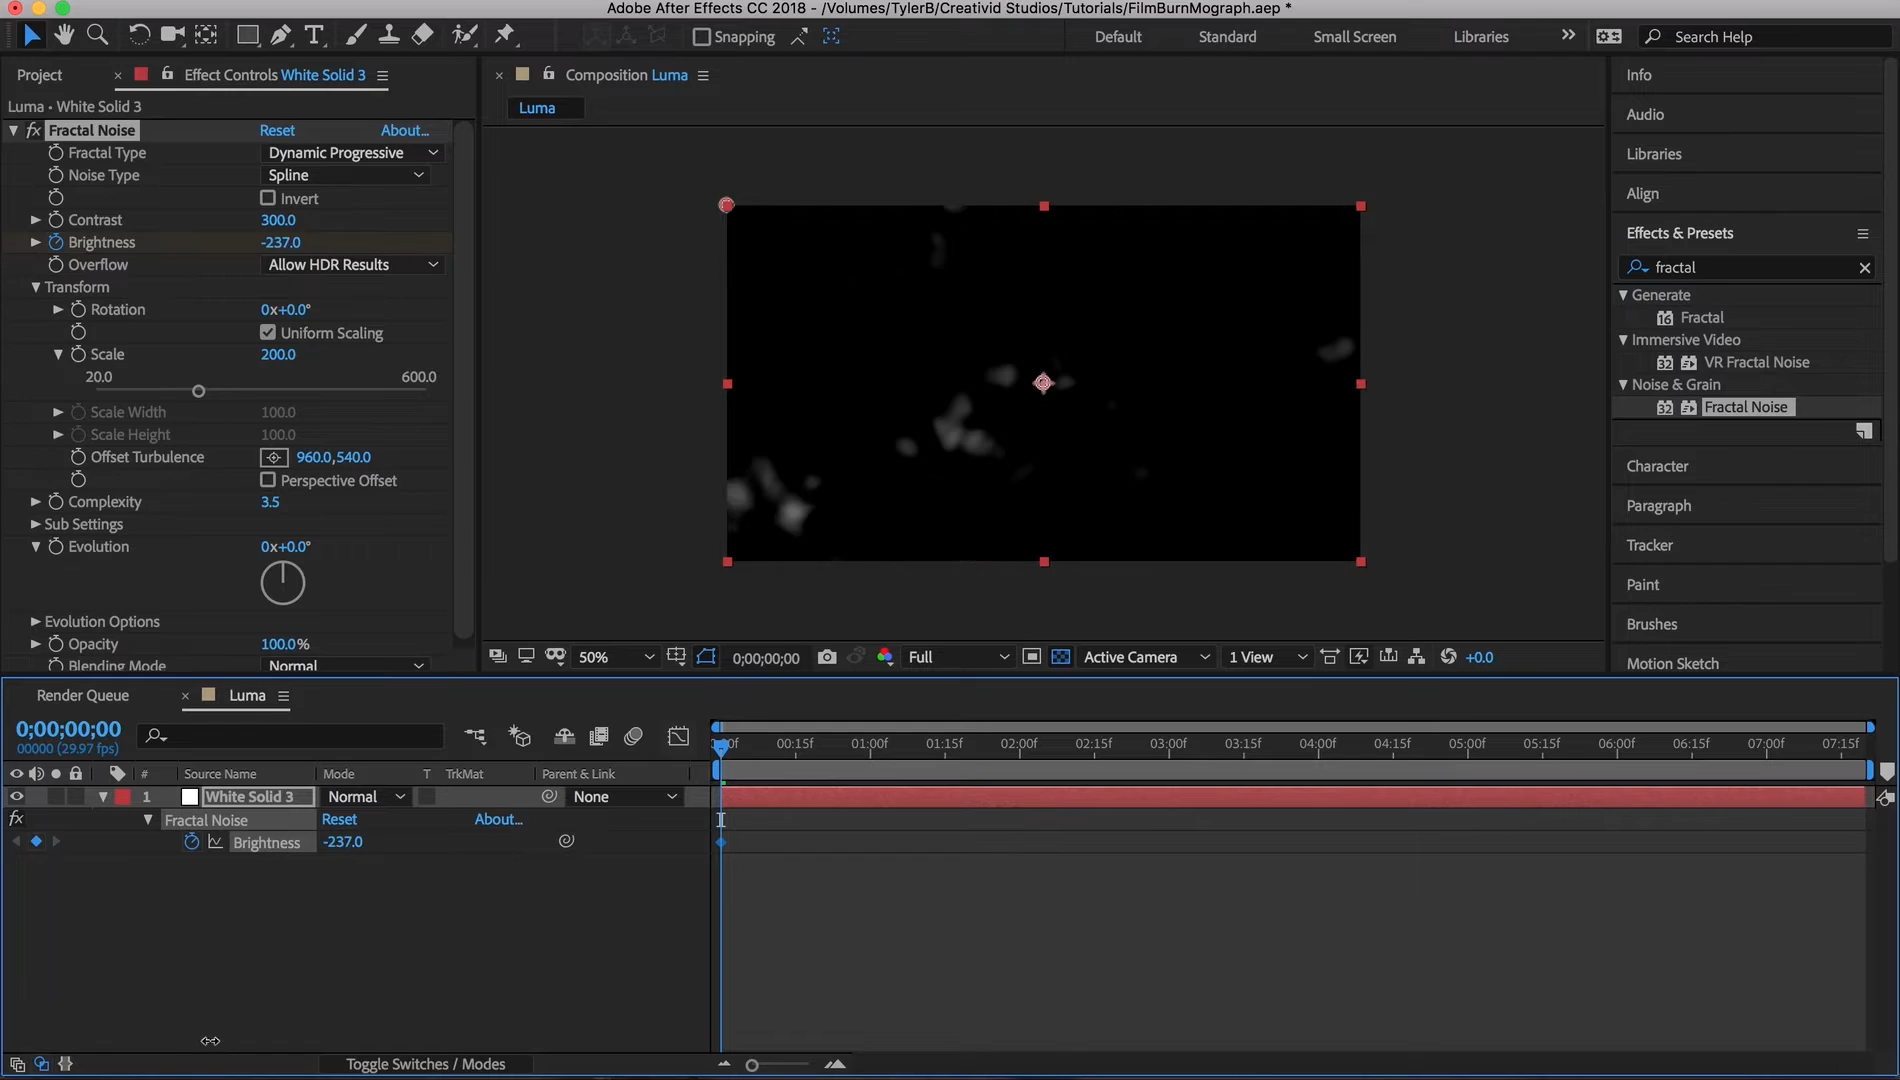 Adobe After Effects CC 2018 - /Volumes/TylerB/Creativid Studios/Tutorials/FilmBurnMograph.aep *
Snapping
Default
Standard
Small Screen
Libraries
Search Help
Project
Effect Controls White Solid 3
Luma • White Solid 3
fx Fractal Noise Reset About...
Fractal Type Dynamic Progressive
Noise Type Spline
Invert
Contrast 300.0
Brightness -237.0
Overflow Allow HDR Results
Transform
Rotation 0x+0.0°
Uniform Scaling
Scale 200.0
20.0 600.0
Scale Width 100.0
Scale Height 100.0
Offset Turbulence 960.0,540.0
Perspective Offset
Complexity 3.5
Sub Settings
Evolution 0x+0.0°
Evolution Options
Opacity 100.0%
Blending Mode Normal
Composition Luma
Luma
50% 0;00;00;00 Full Active Camera 1 View +0.0
Info
Audio
Libraries
Align
Effects & Presets
fractal
Generate
16 Fractal
Immersive Video
32 VR Fractal Noise
Noise & Grain
32 Fractal Noise
Character
Paragraph
Tracker
Paint
Brushes
Motion Sketch
Render Queue
Luma
0;00;00;00
00000 (29.97 fps)
00:15f 01:00f 01:15f 02:00f 02:15f 03:00f 03:15f 04:00f 04:15f 05:00f 05:15f 06:00f 06:15f 07:00f 07:15f
# Source Name Mode T TrkMat Parent & Link
1 White Solid 3 Normal None
fx Fractal Noise Reset About...
Brightness -237.0
Toggle Switches / Modes